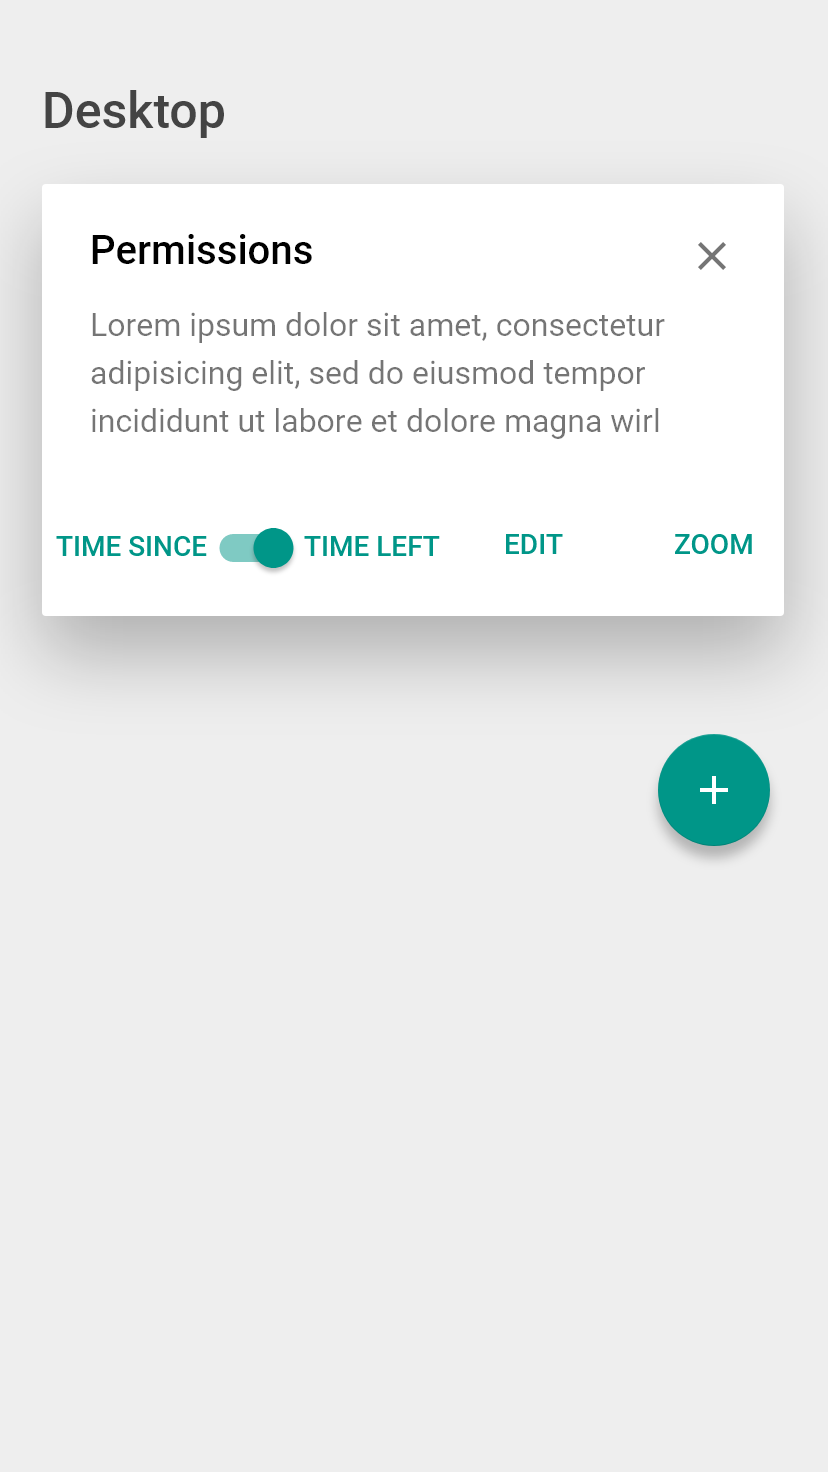 Desktop
Permissions
Lorem ipsum dolor sit amet, consectetur
adipisicing elit, sed do eiusmod tempor
incididunt ut labore et dolore magna wirl
TIME SINCE TIME LEFT EDIT ZOOM